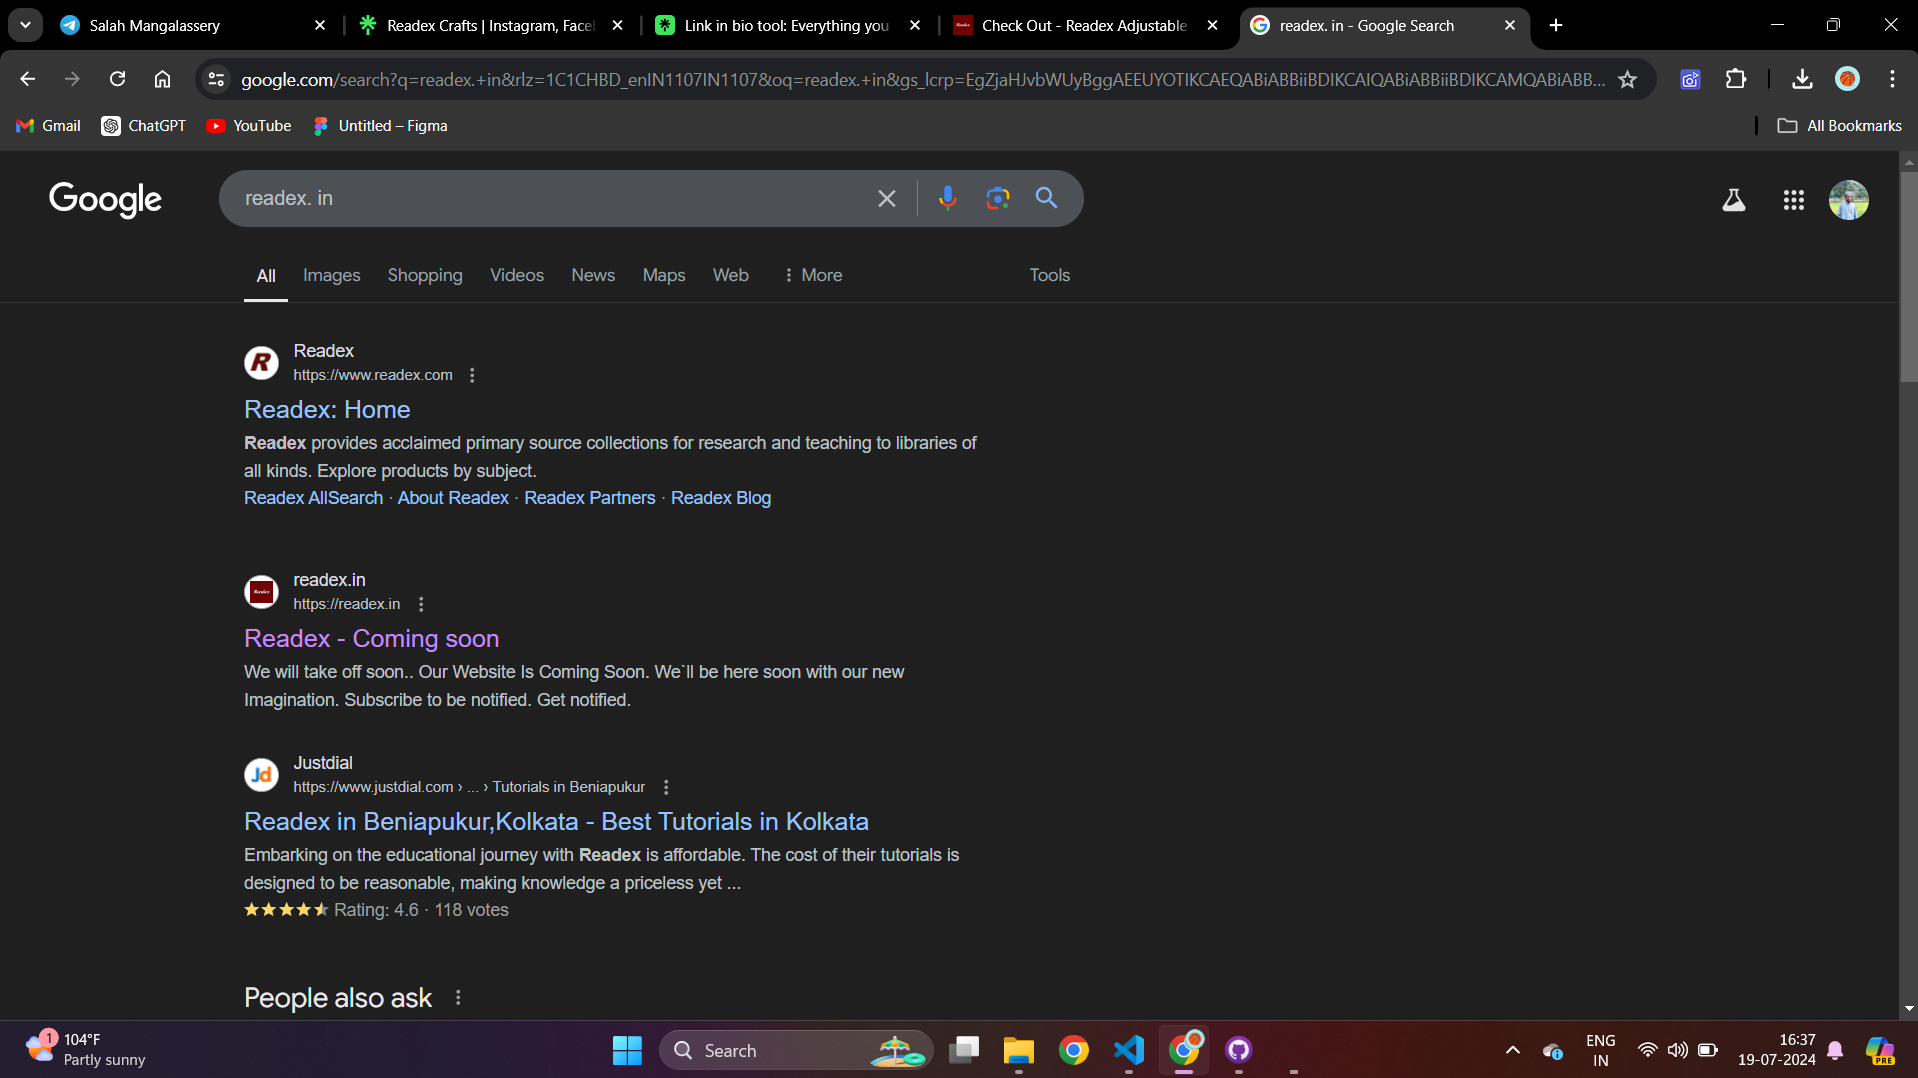 Salah Mangalassery
Readex Crafts | Instagram, Face
Link in bio tool: Everything you
Check Out - Readex Adjustable
readex. in - Google Search
google.com/search?q=readex.+in&rlz=1C1CHBD_enIN1107IN1107&oq=readex.+in&gs_lcrp=EgZjaHJvbWUyBggAEEUYOTIKCAEQABiABBiiBDIKCAIQABiABBiiBDIKCAMQABiABB...
Gmail
ChatGPT
YouTube
Untitled – Figma
All Bookmarks
Google
readex. in
All
Images
Shopping
Videos
News
Maps
Web
More
Tools
Readex
https://www.readex.com
Readex: Home
Readex provides acclaimed primary source collections for research and teaching to libraries of
all kinds. Explore products by subject.
Readex AllSearch · About Readex · Readex Partners · Readex Blog
readex.in
https://readex.in
Readex - Coming soon
We will take off soon.. Our Website Is Coming Soon. We`ll be here soon with our new
Imagination. Subscribe to be notified. Get notified.
Jd
Justdial
https://www.justdial.com › ... › Tutorials in Beniapukur
Readex in Beniapukur,Kolkata - Best Tutorials in Kolkata
Embarking on the educational journey with Readex is affordable. The cost of their tutorials is
designed to be reasonable, making knowledge a priceless yet ...
Rating: 4.6 · 118 votes
People also ask
1
104°F
Partly sunny
Search
ENG
IN
16:37
19-07-2024
PRE